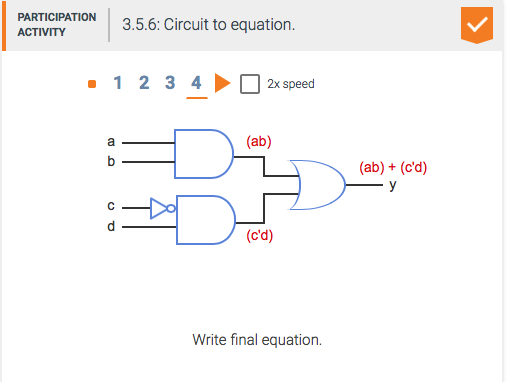 PARTICIPATION
ACTIVITY
3.5.6: Circuit to equation.
1 2 3 4 2x speed
a
b
(ab)
(ab) + (c'd)
y
c
d
(c'd)
Write final equation.